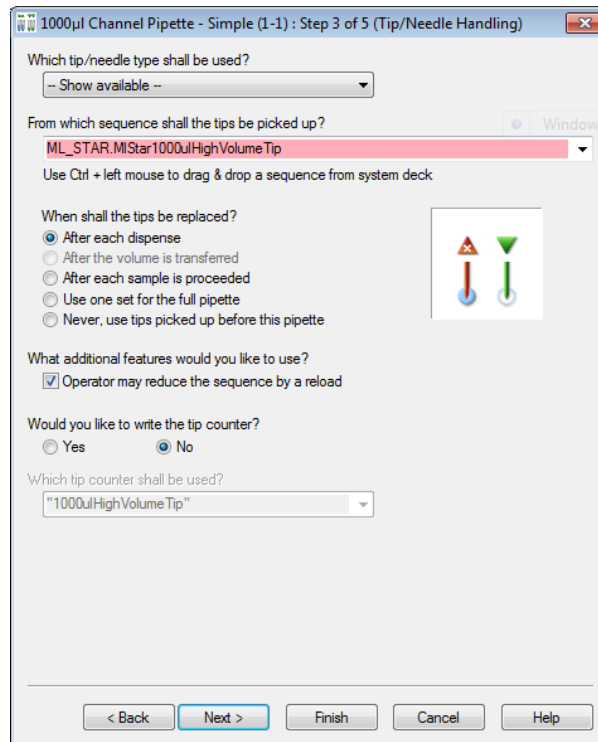 1000µl Channel Pipette - Simple (1-1) : Step 3 of 5 (Tip/Needle Handling)
Which tip/needle type shall be used?
-- Show available --
From which sequence shall the tips be picked up?
Window
ML_STAR.MlStar1000ulHighVolumeTip
Use Ctrl + left mouse to drag & drop a sequence from system deck
When shall the tips be replaced?
After each dispense
After the volume is transferred
After each sample is proceeded
Use one set for the full pipette
Never, use tips picked up before this pipette
What additional features would you like to use?
Operator may reduce the sequence by a reload
Would you like to write the tip counter?
Yes No
Which tip counter shall be used?
"1000ulHighVolumeTip"
< Back Next > Finish Cancel Help